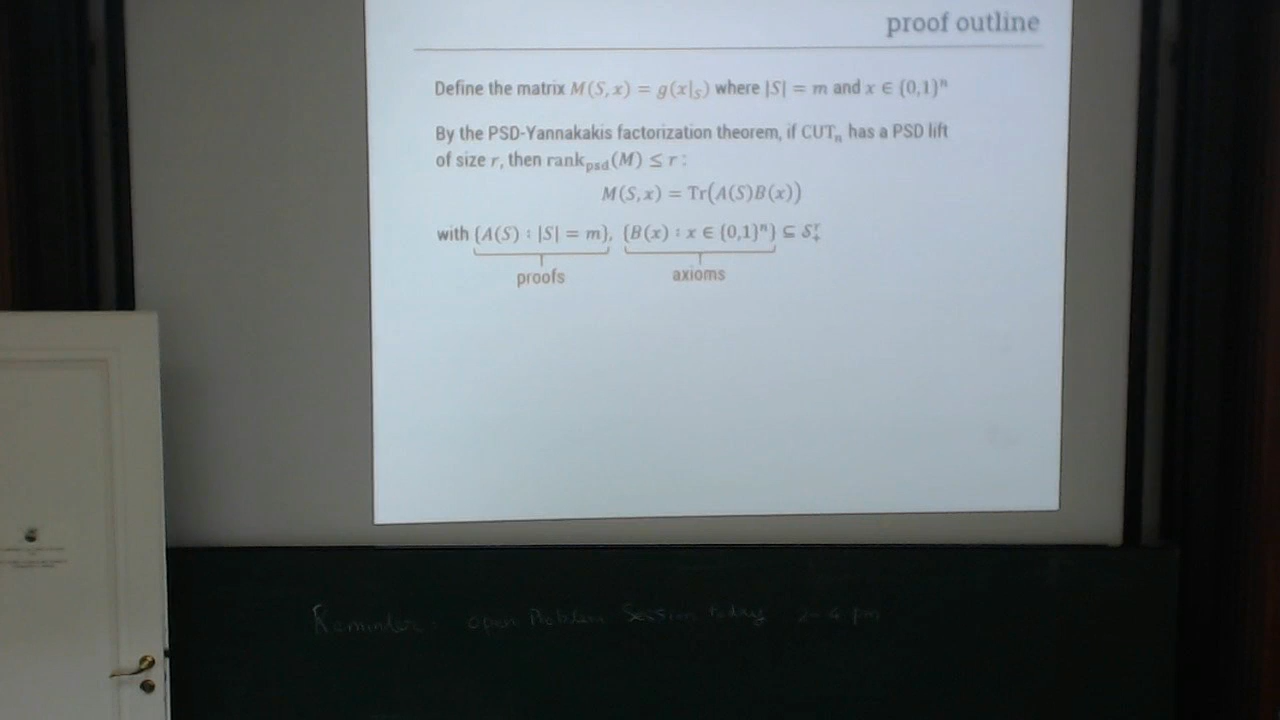 proof outline
Define the matrix M(S, x) = g(x|_S) where |S| = m and x ∈ {0,1}^n
By the PSD-Yannakakis factorization theorem, if CUT_n has a PSD lift
of size r, then rank_psd(M) ≤ r :
M(S, x) = Tr(A(S)B(x))
with {A(S) : |S| = m}, {B(x) : x ∈ {0,1}^n} ⊆ 𝒮_+^r
proofs axioms
Reminder: Open Problem Session today 2-4 pm